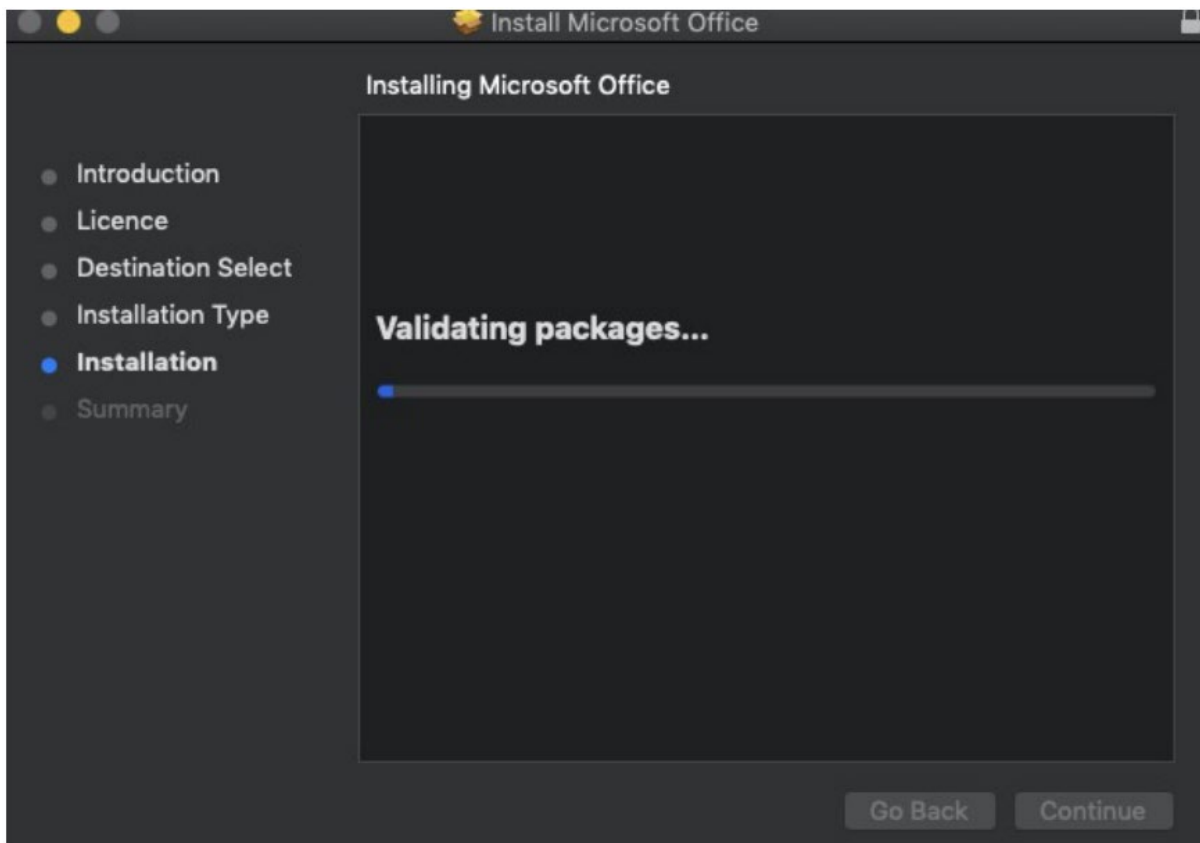 Install Microsoft Office
Installing Microsoft Office
Introduction
Licence
Destination Select
Installation Type
Installation
Summary
Validating packages...
Go Back
Continue